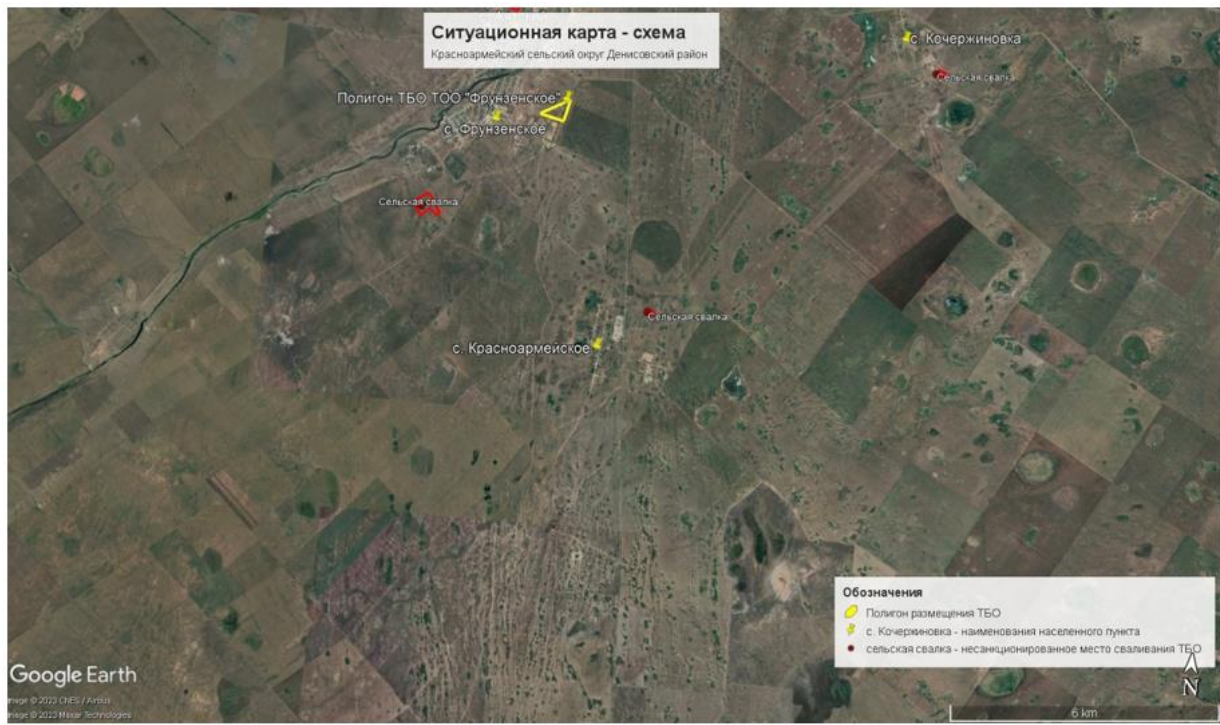 Ситуационная карта - схема
Красноармейский сельский округ Денисовский район
с. Кочержиновка
Сельская свалка
Полигон ТБО ТОО "Фрунзенское"
с. Фрунзенское
Сельская свалка
Сельская свалка
с. Красноармейское
Обозначения
Полигон размещения ТБО
с. Кочержиновка - наименования населенного пункта
сельская свалка - несанкционированное место сваливания ТБО
Google Earth
Image © 2023 CNES / Airbus
Image © 2023 Maxar Technologies
N
6 km